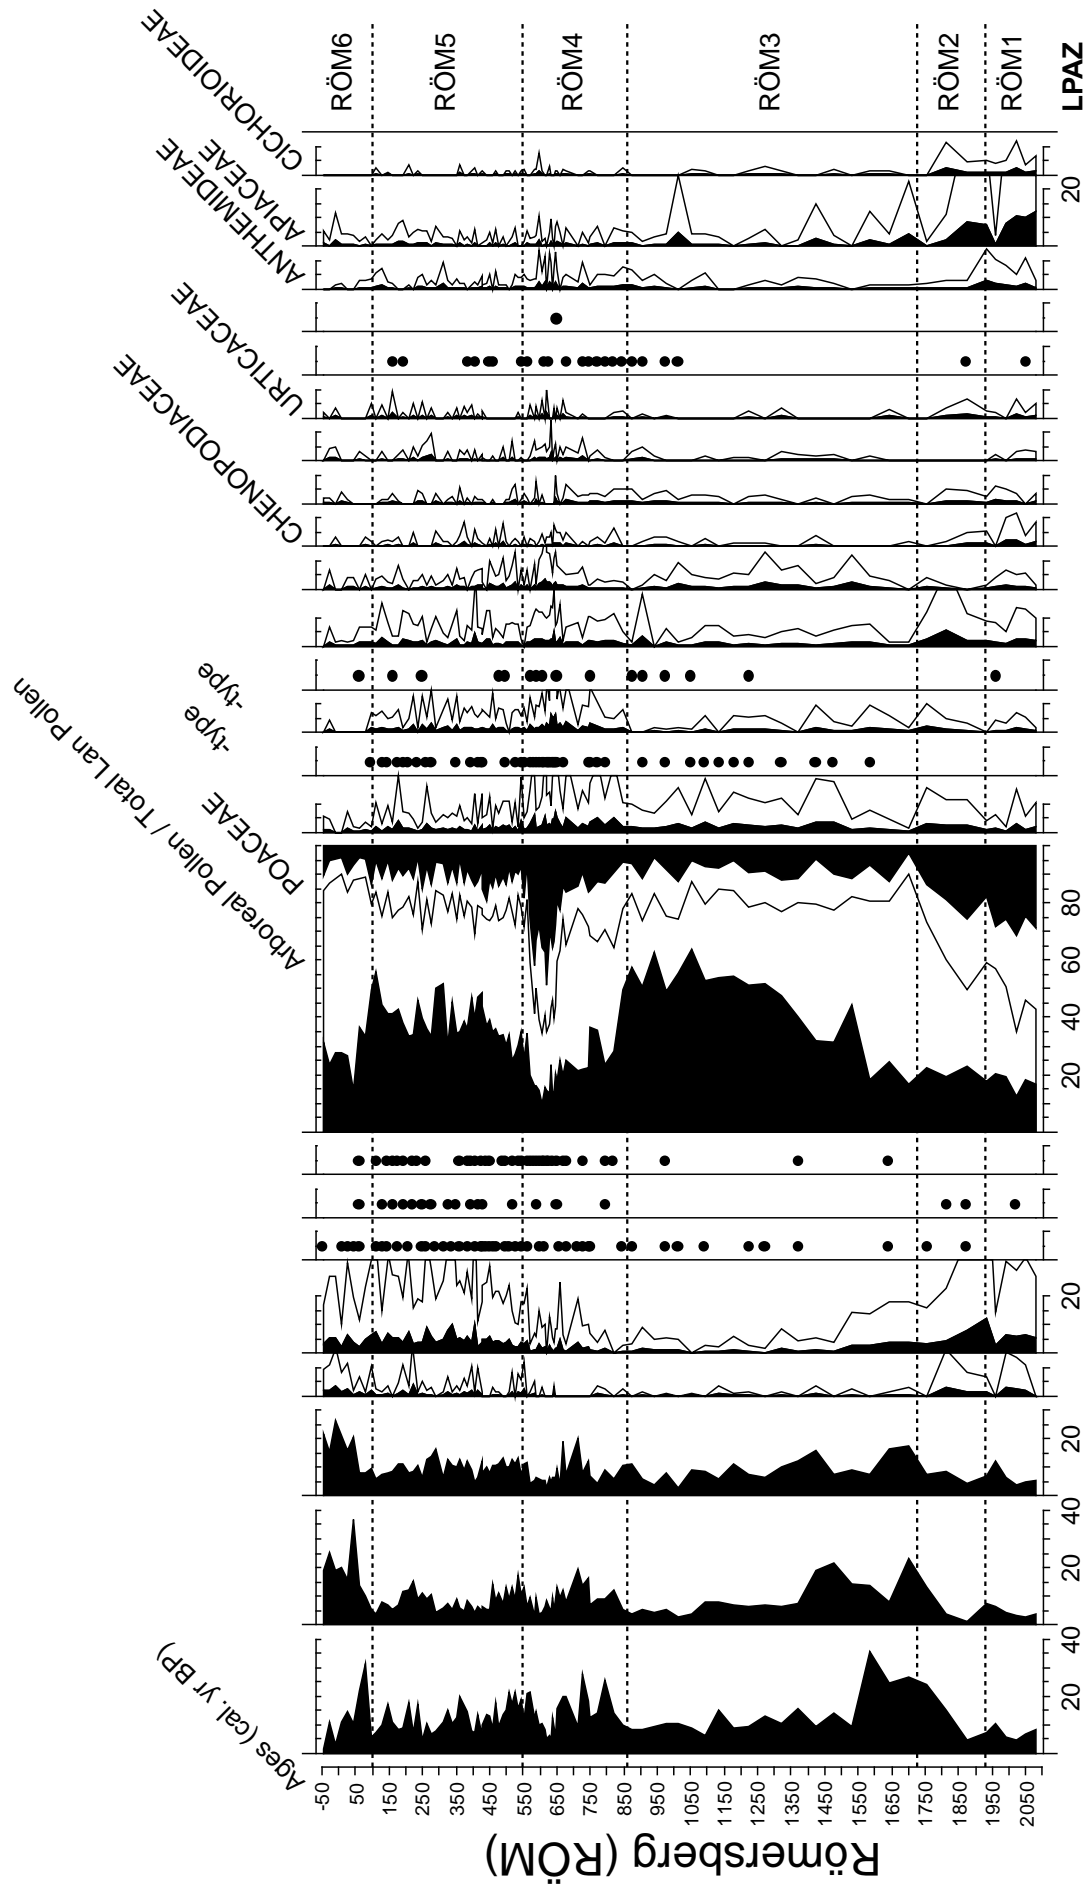 Römersberg (RÖM)
Ages (cal. yr BP)
-50
50
150
250
350
450
550
650
750
850
950
1050
1150
1250
1350
1450
1550
1650
1750
1850
1950
2050
20
40
20
40
20
20
Arboreal Pollen / Total Lan Pollen
20
40
60
80
POACEAE
-type
-type
CHENOPODIACEAE
URTICACEAE
ANTHEMIDEAE
APIACEAE
20
CICHORIOIDEAE
RÖM6
RÖM5
RÖM4
RÖM3
RÖM2
RÖM1
LPAZ